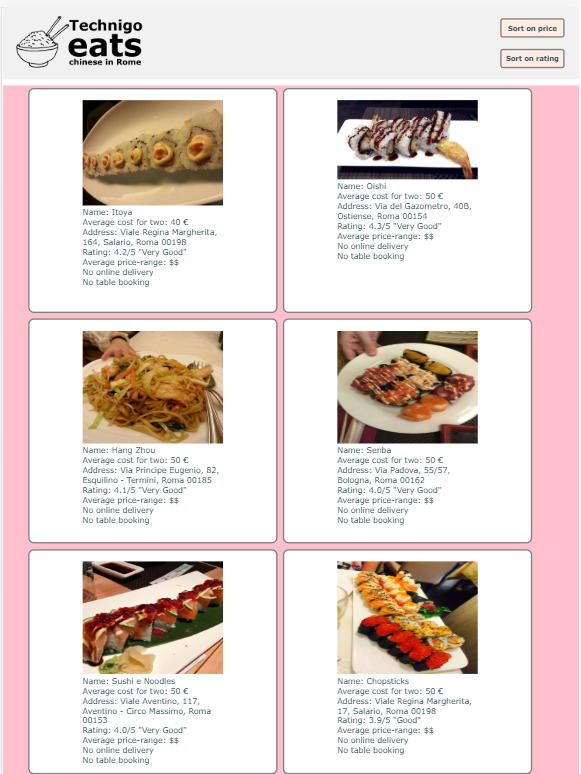 Technigo
eats
chinese in Rome
Sort on price
Sort on rating
Name: Itoya
Average cost for two: 40 €
Address: Viale Regina Margherita,
164, Salario, Roma 00198
Rating: 4.2/5 "Very Good"
Average price-range: $$
No online delivery
No table booking
Name: Oishi
Average cost for two: 50 €
Address: Via del Gazometro, 40B,
Ostiense, Roma 00154
Rating: 4.3/5 "Very Good"
Average price-range: $$
No online delivery
No table booking
Name: Hang Zhou
Average cost for two: 50 €
Address: Via Principe Eugenio, 82,
Esquilino - Termini, Roma 00185
Rating: 4.1/5 "Very Good"
Average price-range: $$
No online delivery
No table booking
Name: Senba
Average cost for two: 50 €
Address: Via Padova, 55/57,
Bologna, Roma 00162
Rating: 4.0/5 "Very Good"
Average price-range: $$
No online delivery
No table booking
Name: Sushi e Noodles
Average cost for two: 50 €
Address: Viale Aventino, 117,
Aventino - Circo Massimo, Roma
00153
Rating: 4.0/5 "Very Good"
Average price-range: $$
No online delivery
No table booking
Name: Chopsticks
Average cost for two: 50 €
Address: Viale Regina Margherita,
17, Salario, Roma 00198
Rating: 3.9/5 "Good"
Average price-range: $$
No online delivery
No table booking